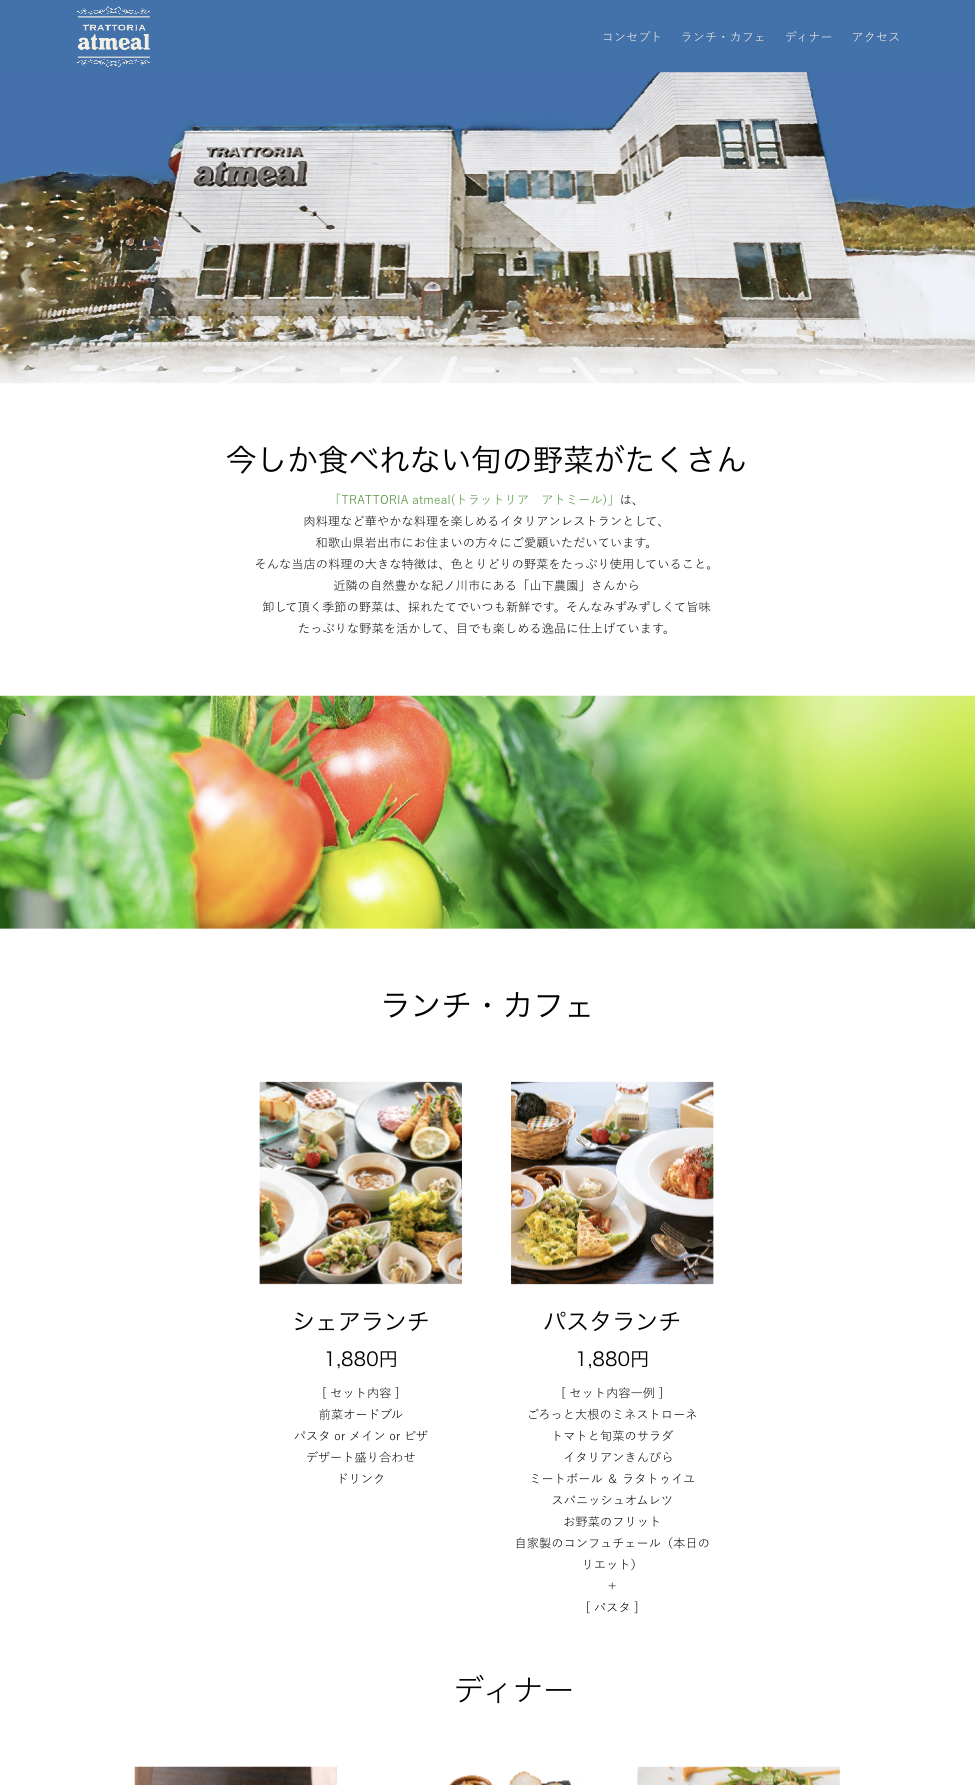 TRATTORIA
atmeal
コンセプト ランチ・カフェ ディナー アクセス
TRATTORIA
atmeal
今しか食べれない旬の野菜がたくさん
「TRATTORIA atmeal(トラットリア　アトミール)」は、
肉料理など華やかな料理を楽しめるイタリアンレストランとして、
和歌山県岩出市にお住まいの方々にご愛顧いただいています。
そんな当店の料理の大きな特徴は、色とりどりの野菜をたっぷり使用していること。
近隣の自然豊かな紀ノ川市にある「山下農園」さんから
卸して頂く季節の野菜は、採れたてでいつも新鮮です。そんなみずみずしくて旨味
たっぷりな野菜を活かして、目でも楽しめる逸品に仕上げています。
ランチ・カフェ
シェアランチ
1,880円
[ セット内容 ]
前菜オードブル
パスタ or メイン or ピザ
デザート盛り合わせ
ドリンク
パスタランチ
1,880円
[ セット内容一例 ]
ごろっと大根のミネストローネ
トマトと旬菜のサラダ
イタリアンきんぴら
ミートボール ＆ ラタトゥイユ
スパニッシュオムレツ
お野菜のフリット
自家製のコンフュチェール（本日の
リエット）
+
[ パスタ ]
ディナー